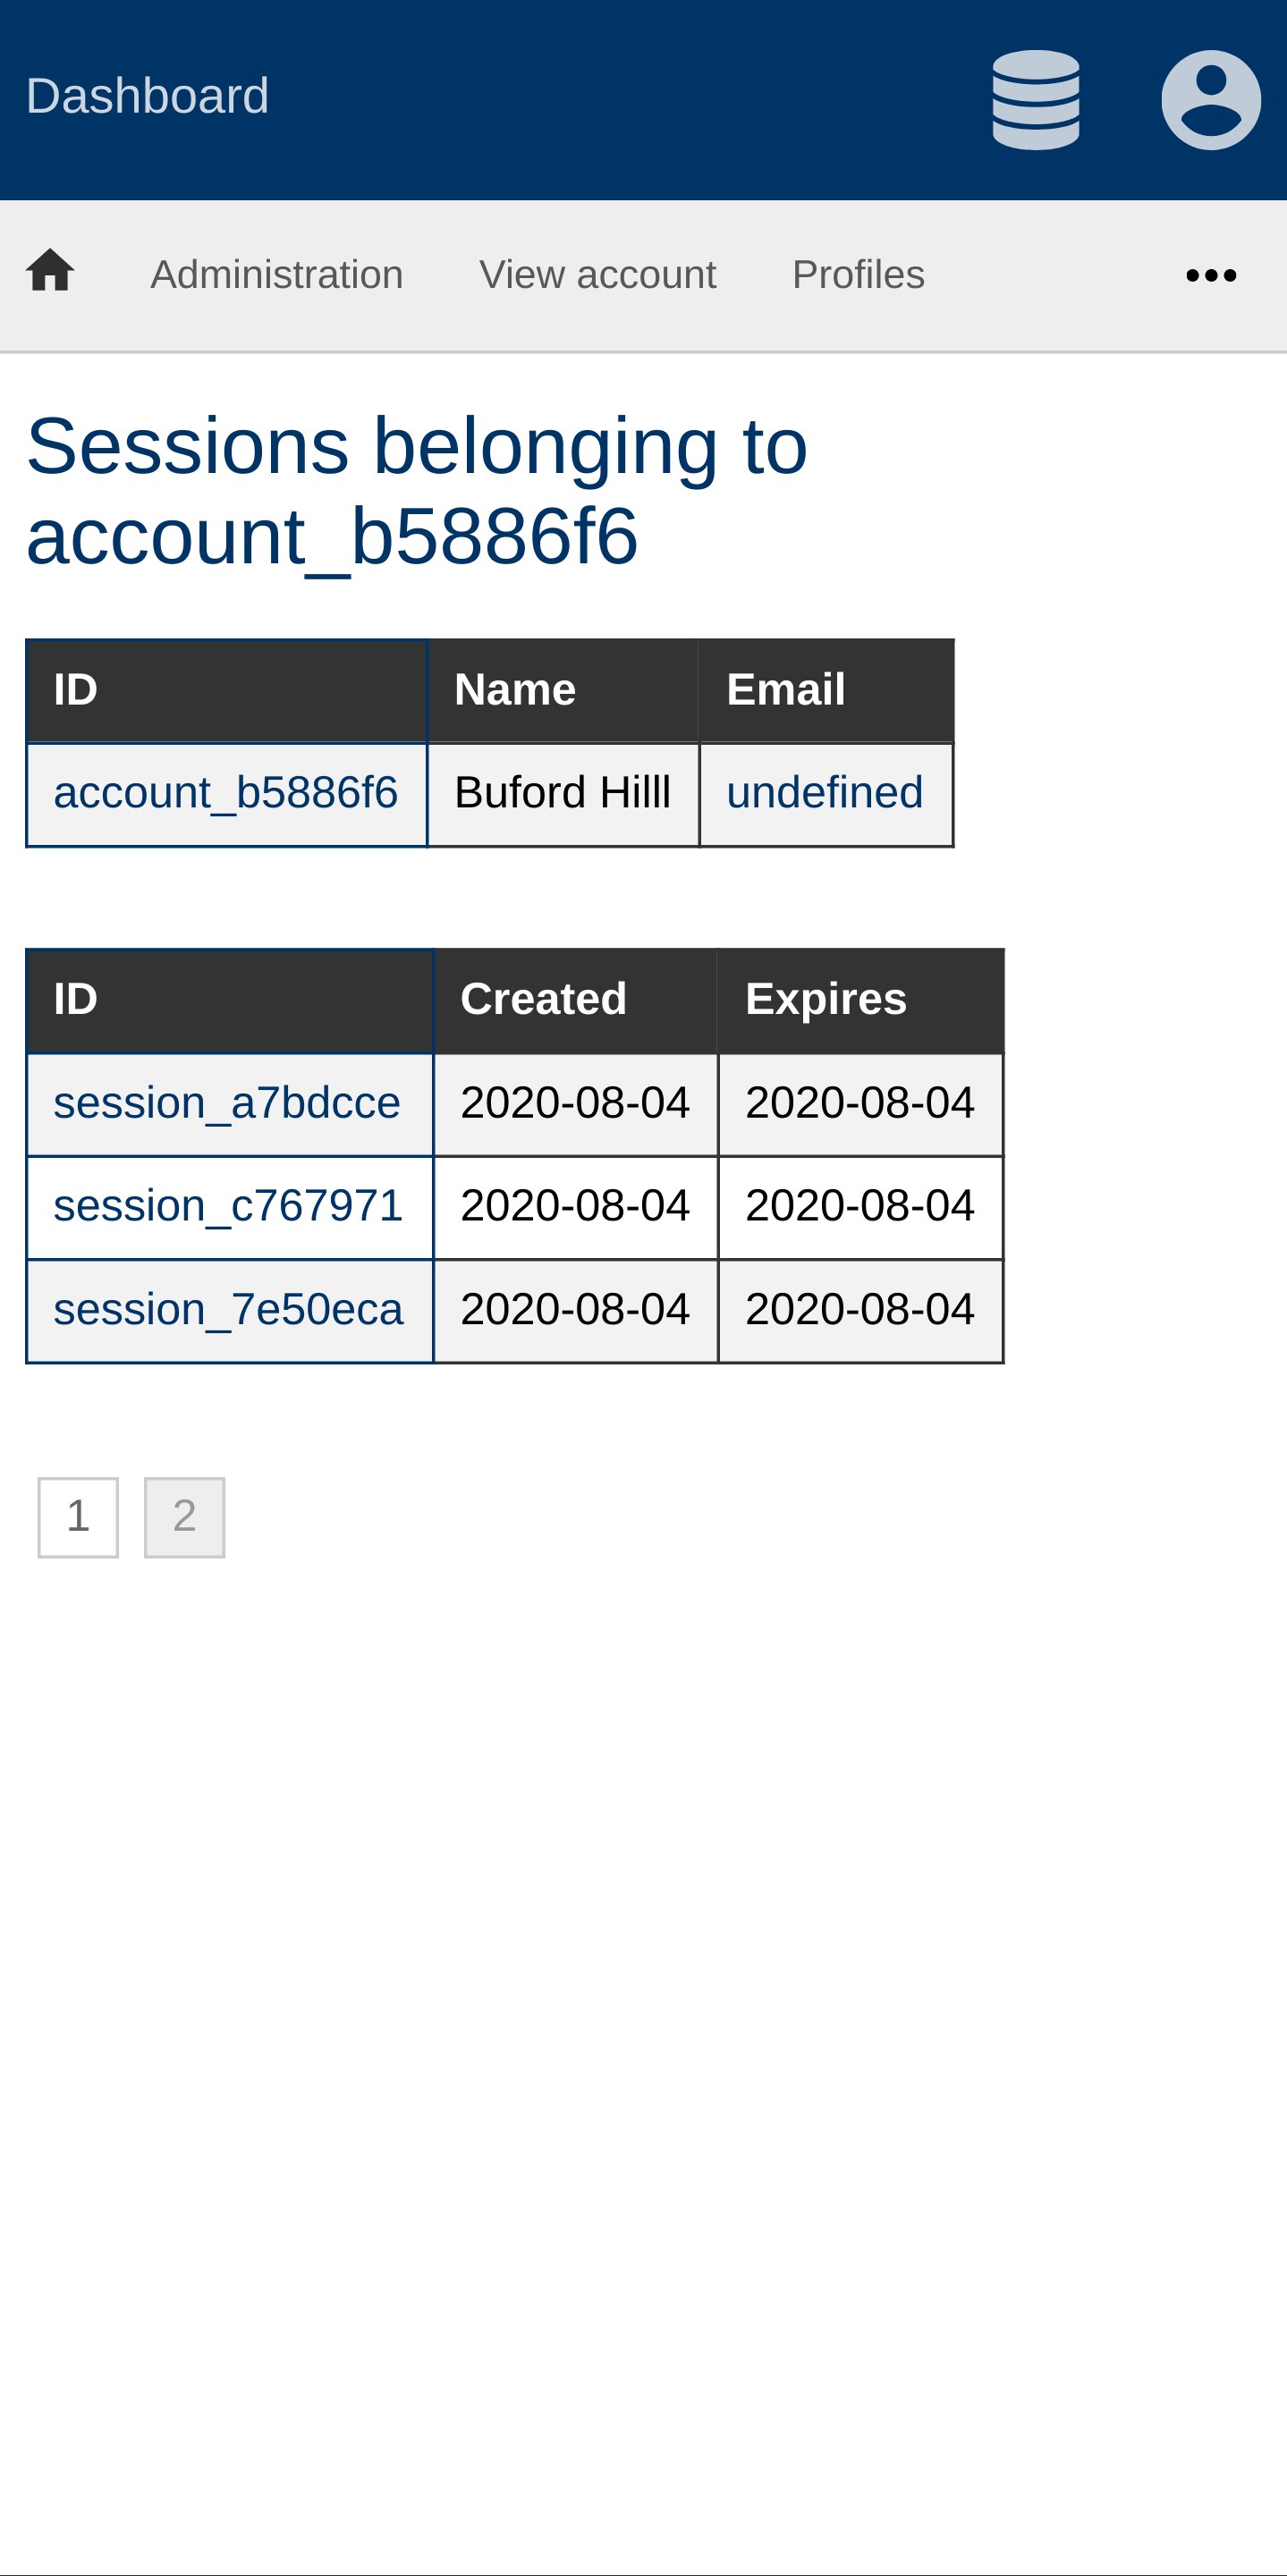 Dashboard
Administration View account Profiles •••
Sessions belonging to
account_b5886f6
ID Name Email
account_b5886f6 Buford Hilll undefined
ID Created Expires
session_a7bdcce 2020-08-04 2020-08-04
session_c767971 2020-08-04 2020-08-04
session_7e50eca 2020-08-04 2020-08-04
1 2